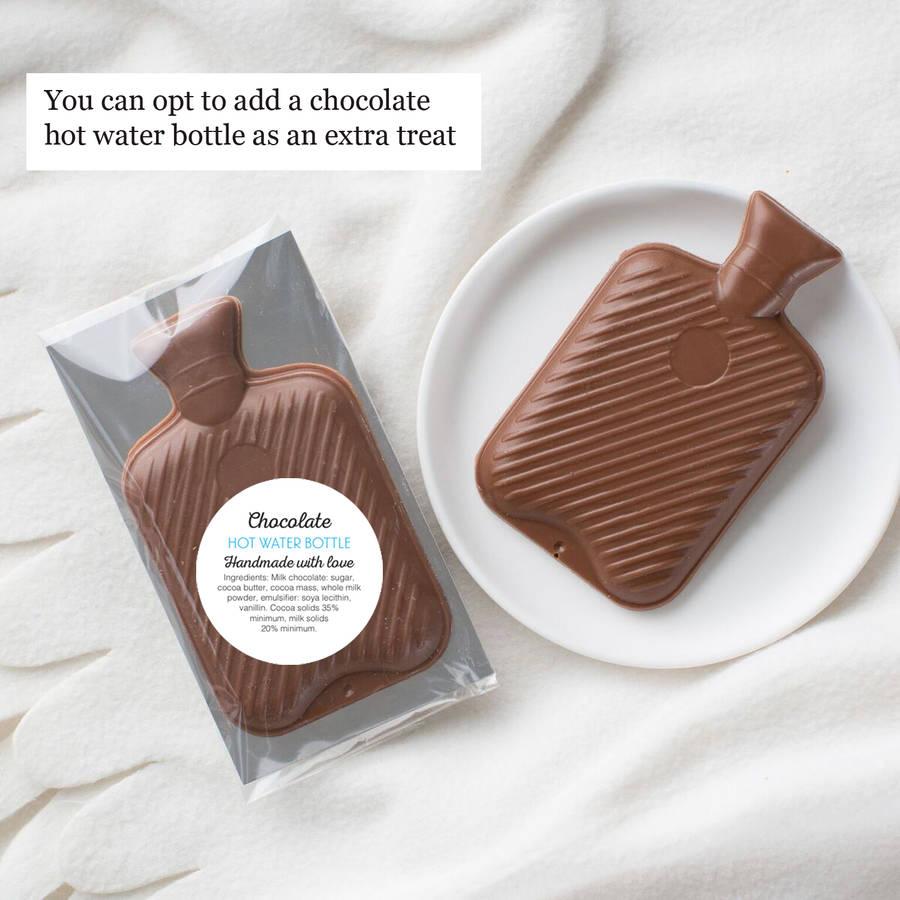 You can opt to add a chocolate
hot water bottle as an extra treat
Chocolate
HOT WATER BOTTLE
Handmade with love
Ingredients: Milk chocolate: sugar,
cocoa butter, cocoa mass, whole milk
powder, emulsifier: soya lecithin,
vanillin. Cocoa solids 35%
minimum, milk solids
20% minimum.